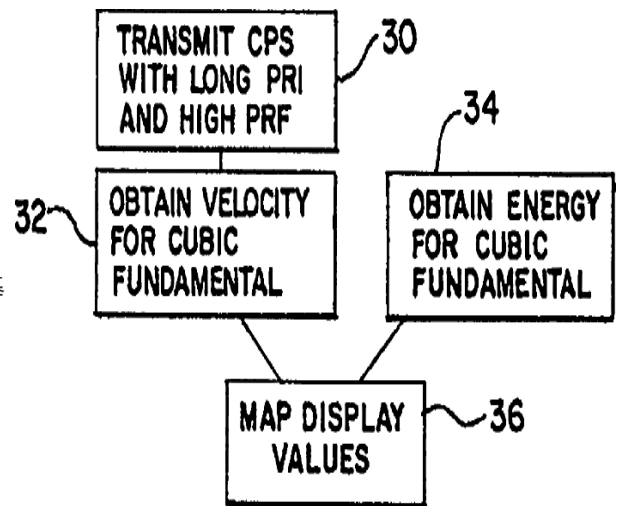 TRANSMIT CPS
WITH LONG PRI
AND HIGH PRF
30
32
OBTAIN VELOCITY
FOR CUBIC
FUNDAMENTAL
34
OBTAIN ENERGY
FOR CUBIC
FUNDAMENTAL
MAP DISPLAY
VALUES
36